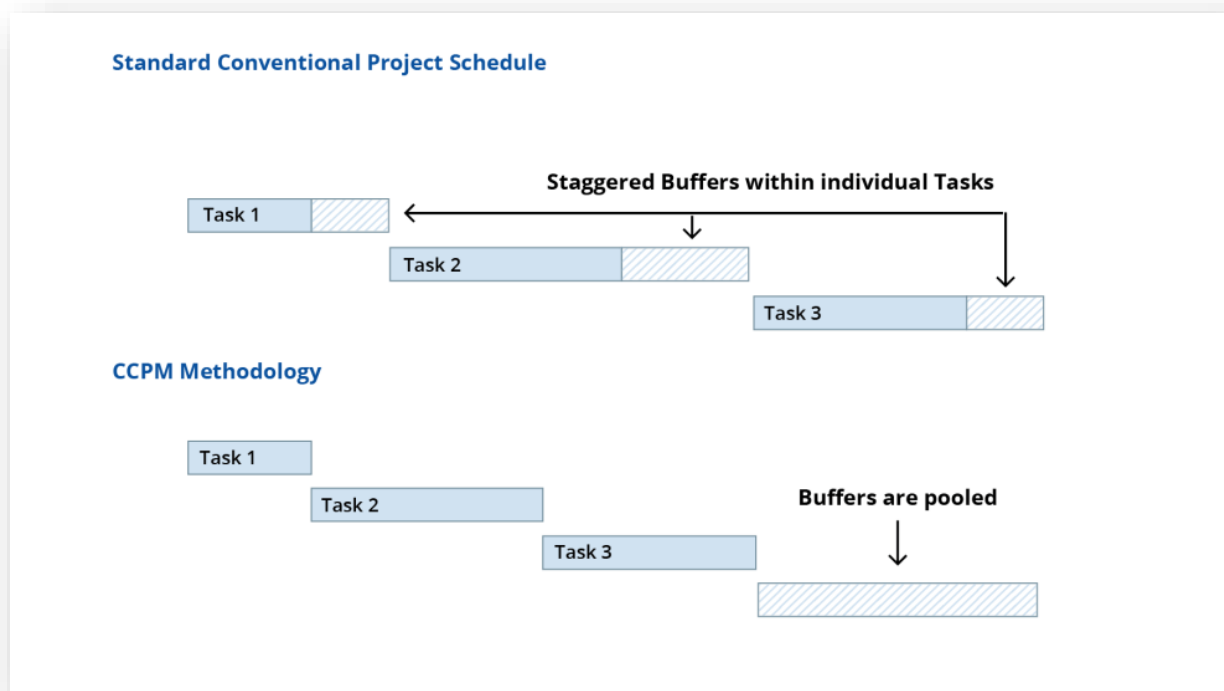 Standard Conventional Project Schedule
Staggered Buffers within individual Tasks
Task 1
Task 2
Task 3
CCPM Methodology
Task 1
Task 2
Buffers are pooled
Task 3